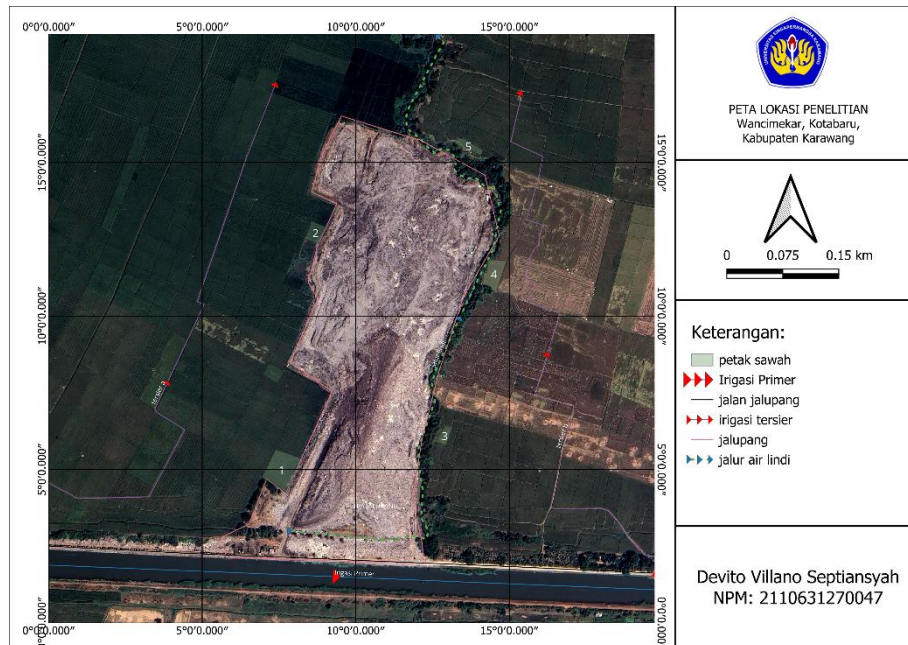 0°0'0.000" 5°0'0.000" 10°0'0.000" 15°0'0.000"
15°0'0.000" 15°0'0.000"
10°0'0.000" 10°0'0.000"
5°0'0.000" 5°0'0.000"
0°0'0.000" 0°0'0.000"
0°0'0.000" 5°0'0.000" 10°0'0.000" 15°0'0.000"
5
2
4
3
1
tersier a
tersier b
Irigasi Primer
UNIVERSITAS SINGAPERBANGSA KARAWANG
PETA LOKASI PENELITIAN
Wancimekar, Kotabaru,
Kabupaten Karawang
0 0.075 0.15 km
Keterangan:
petak sawah
Irigasi Primer
jalan jalupang
irigasi tersier
jalupang
jalur air lindi
Devito Villano Septiansyah
NPM: 2110631270047